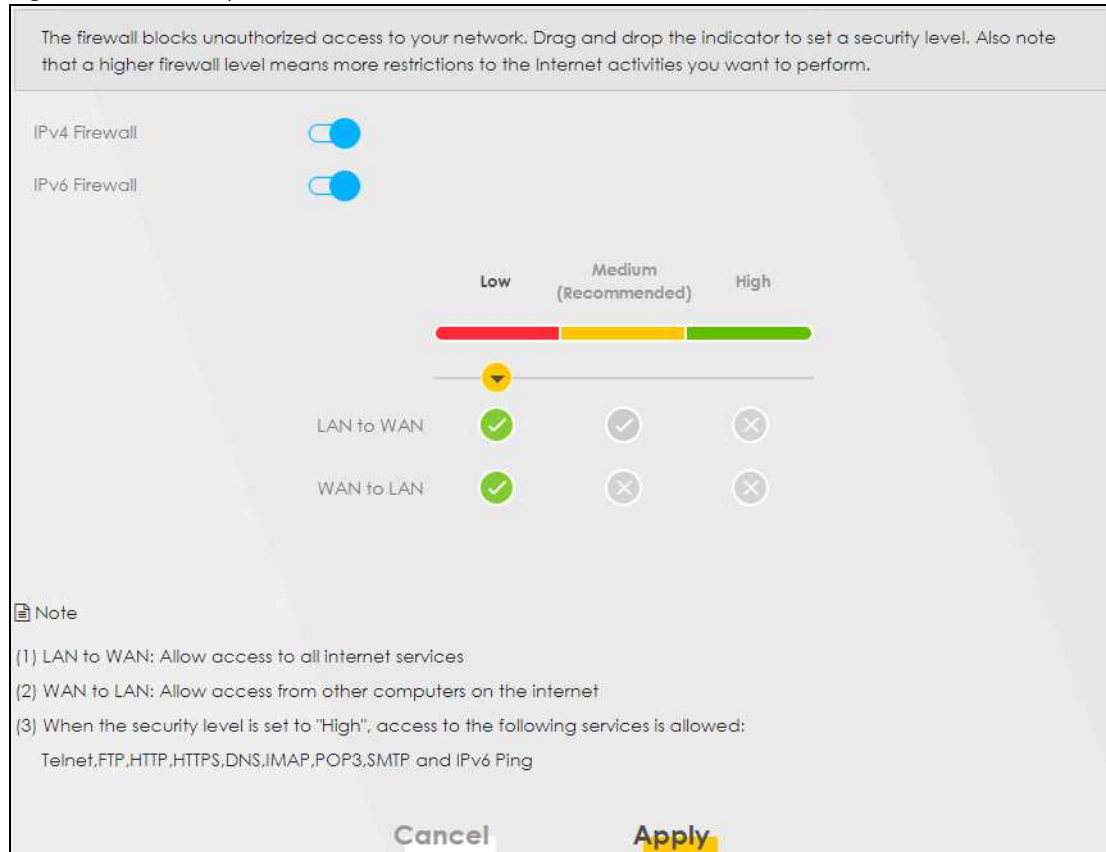 The firewall blocks unauthorized access to your network. Drag and drop the indicator to set a security level. Also note
that a higher firewall level means more restrictions to the Internet activities you want to perform.
IPv4 Firewall
IPv6 Firewall
Low
Medium
(Recommended)
High
LAN to WAN
WAN to LAN
Note
(1) LAN to WAN: Allow access to all internet services
(2) WAN to LAN: Allow access from other computers on the internet
(3) When the security level is set to "High", access to the following services is allowed:
Telnet,FTP,HTTP,HTTPS,DNS,IMAP,POP3,SMTP and IPv6 Ping
Cancel
Apply